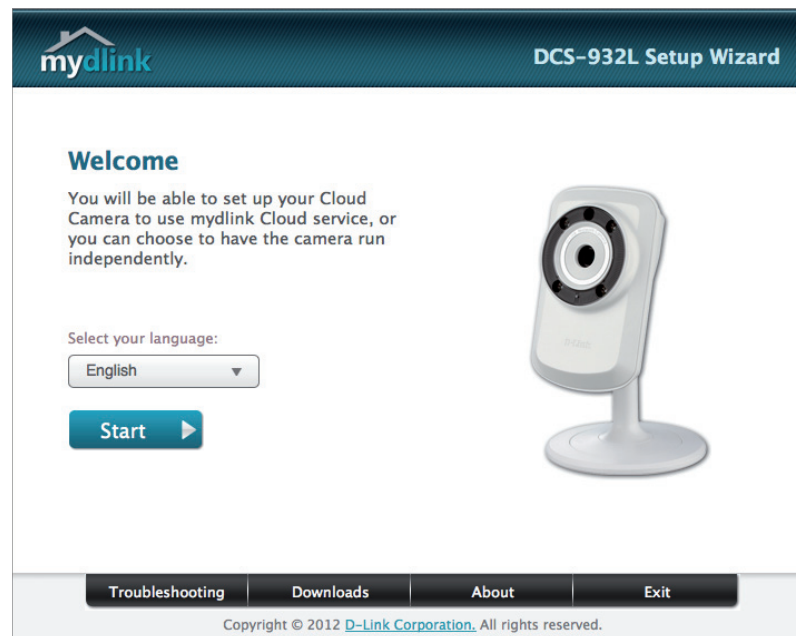 mydlink
DCS-932L Setup Wizard
Welcome
You will be able to set up your Cloud
Camera to use mydlink Cloud service, or
you can choose to have the camera run
independently.
Select your language:
English
Start
D-Link
Troubleshooting
Downloads
About
Exit
Copyright © 2012 D-Link Corporation. All rights reserved.